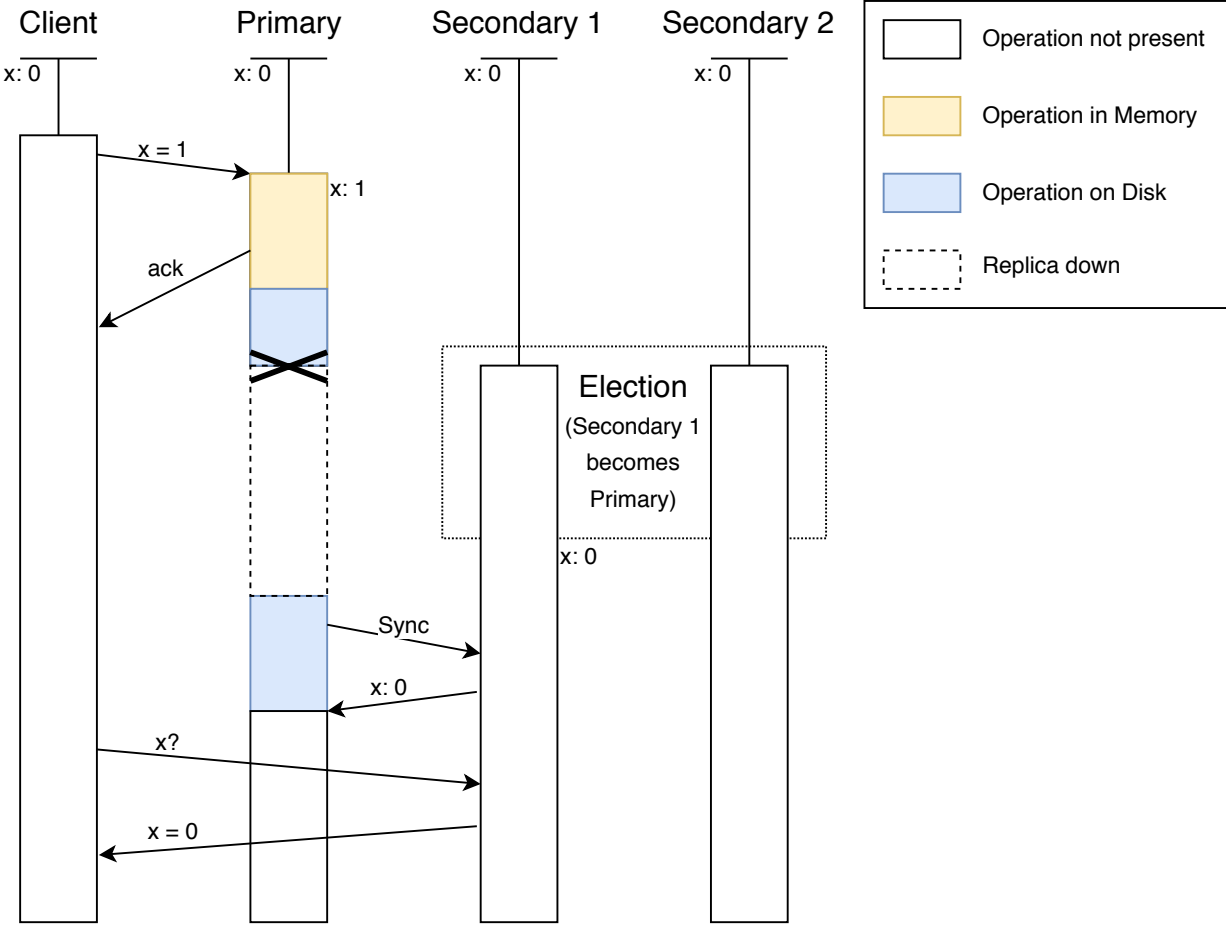 Client
Primary
Secondary 1
Secondary 2
Operation not present
x: 0
x: 0
x: 0
x: 0
Operation in Memory
x = 1
x: 1
Operation on Disk
ack
Replica down
Election
(Secondary 1
becomes
Primary)
x: 0
Sync
x: 0
x?
x = 0